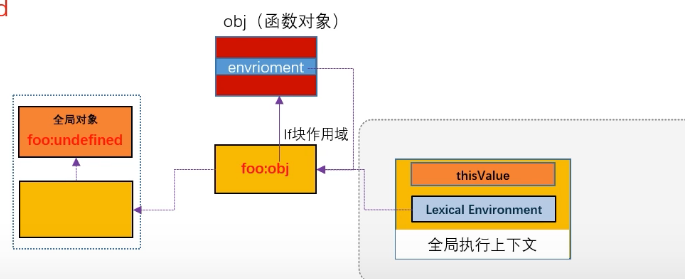 d
obj（函数对象）
envrioment
全局对象
foo:undefined
If块作用域
foo:obj
thisValue
Lexical Environment
全局执行上下文